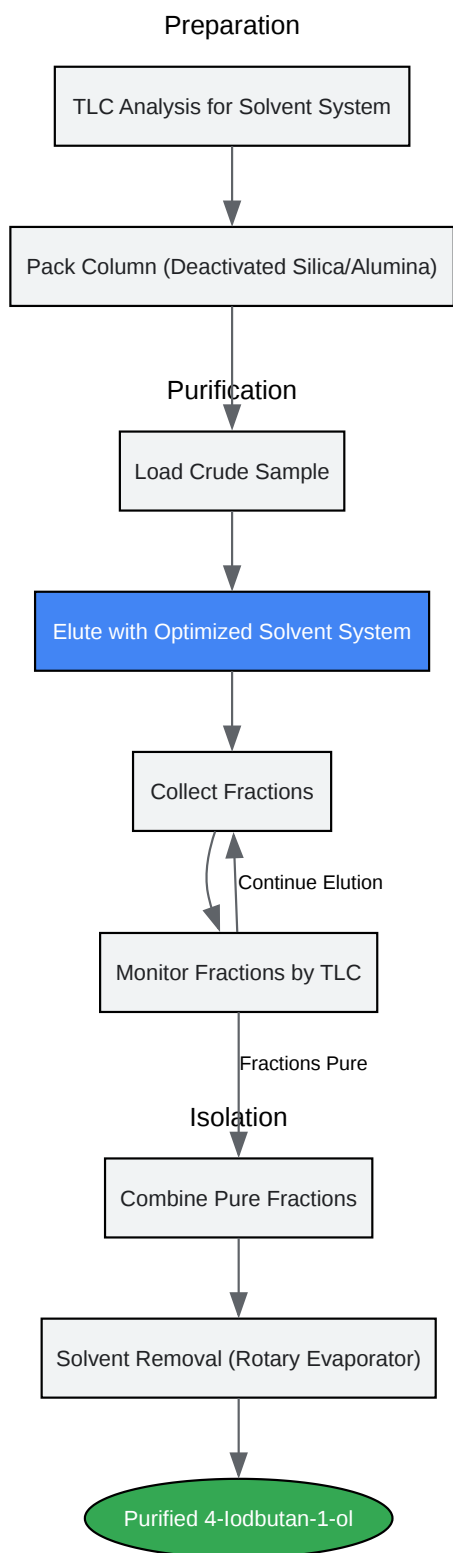 Preparation
TLC Analysis for Solvent System
Pack Column (Deactivated Silica/Alumina)
Purification
Load Crude Sample
Elute with Optimized Solvent System
Collect Fractions
Continue Elution
Monitor Fractions by TLC
Fractions Pure
Isolation
Combine Pure Fractions
Solvent Removal (Rotary Evaporator)
Purified 4-Iodbutan-1-ol